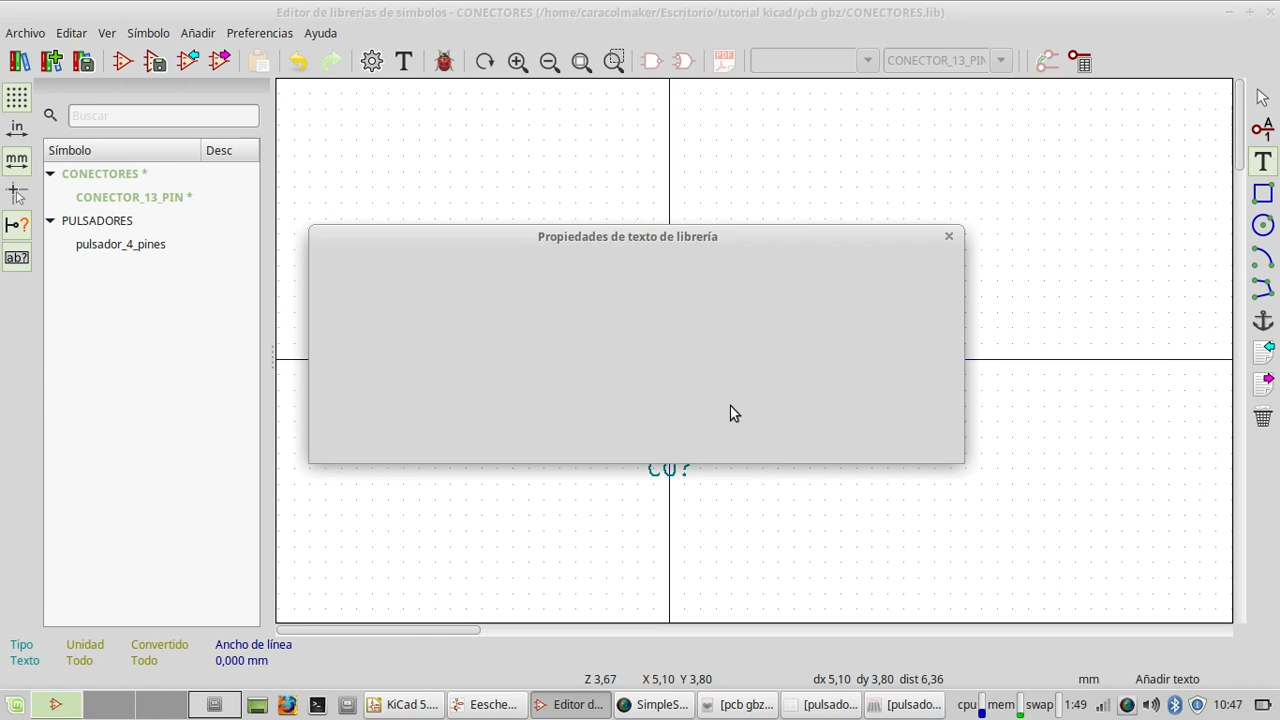 Editor de librerías de símbolos - CONECTORES (/home/caracolmaker/Escritorio/tutorial kicad/pcb gbz/CONECTORES.lib)
Archivo Editar Ver Símbolo Añadir Preferencias Ayuda
T PDF CONECTOR_13_PIN
in
mm
ab?
Buscar
Símbolo Desc
CONECTORES *
CONECTOR_13_PIN *
PULSADORES
pulsador_4_pines
Propiedades de texto de librería
CO?
A
1
T
Tipo Unidad Convertido Ancho de línea
Texto Todo Todo 0,000 mm
Z 3,67 X 5,10 Y 3,80 dx 5,10 dy 3,80 dist 6,36 mm Añadir texto
KiCad 5.... Eesche... Editor d... SimpleS... [pcb gbz... [pulsado... [pulsado... cpu mem swap 1:49 10:47